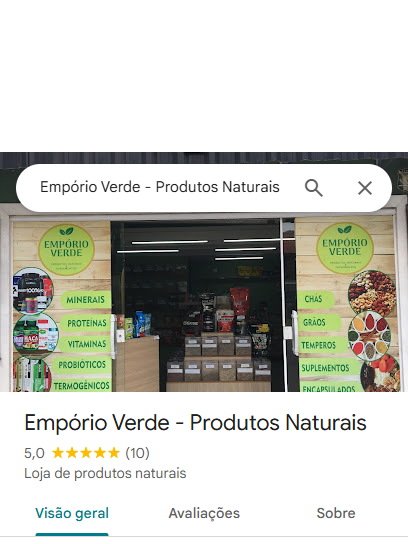 Empório Verde - Produtos Naturais
EMPÓRIO
VERDE
MINERAIS
PROTEINAS
VITAMINAS
PROBIÓTICOS
TERMOGÊNICOS
EMPÓRIO
VERDE
CHÁS
GRÃOS
TEMPEROS
SUPLEMENTOS
ENCAPSULADOS
Empório Verde - Produtos Naturais
5,0 ★★★★★ (10)
Loja de produtos naturais
Visão geral Avaliações Sobre